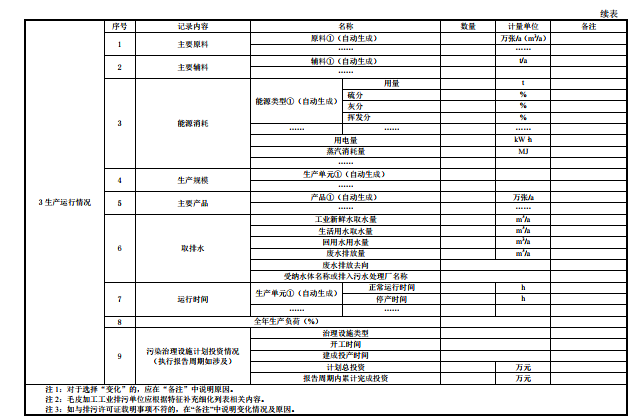 续表
序号 记录内容 名称 数量 计量单位 备注
3 生产运行情况
1 主要原料 原料①（自动生成） 万张/a（m²/a）
…… ……
2 主要辅料 辅料①（自动生成） t/a
……
3 能源消耗 能源类型①（自动生成） 用量 t
硫分 %
灰分 %
挥发分 %
…… …… ……
用电量 kW·h
蒸汽消耗量 MJ
……
4 生产规模 生产单元①（自动生成）
……
5 主要产品 产品①（自动生成） 万张/a
…… ……
6 取排水 工业新鲜水取水量 m³/a
生活用水取水量 m³/a
回用水用水量 m³/a
废水排放量 m³/a
废水排放去向
受纳水体名称或排入污水处理厂名称
7 运行时间 生产单元①（自动生成） 正常运行时间 h
停产时间 h
…… ……
8 全年生产负荷（%）
9 污染治理设施计划投资情况（执行报告周期如涉及） 治理设施类型
开工时间
建成投产时间
计划总投资 万元
报告周期内累计完成投资 万元
注 1：对于选择“变化”的，应在“备注”中说明原因。
注 2：毛皮加工工业排污单位应根据特征补充细化列表相关内容。
注 3：如与排污许可证载明事项不符的，在“备注”中说明变化情况及原因。